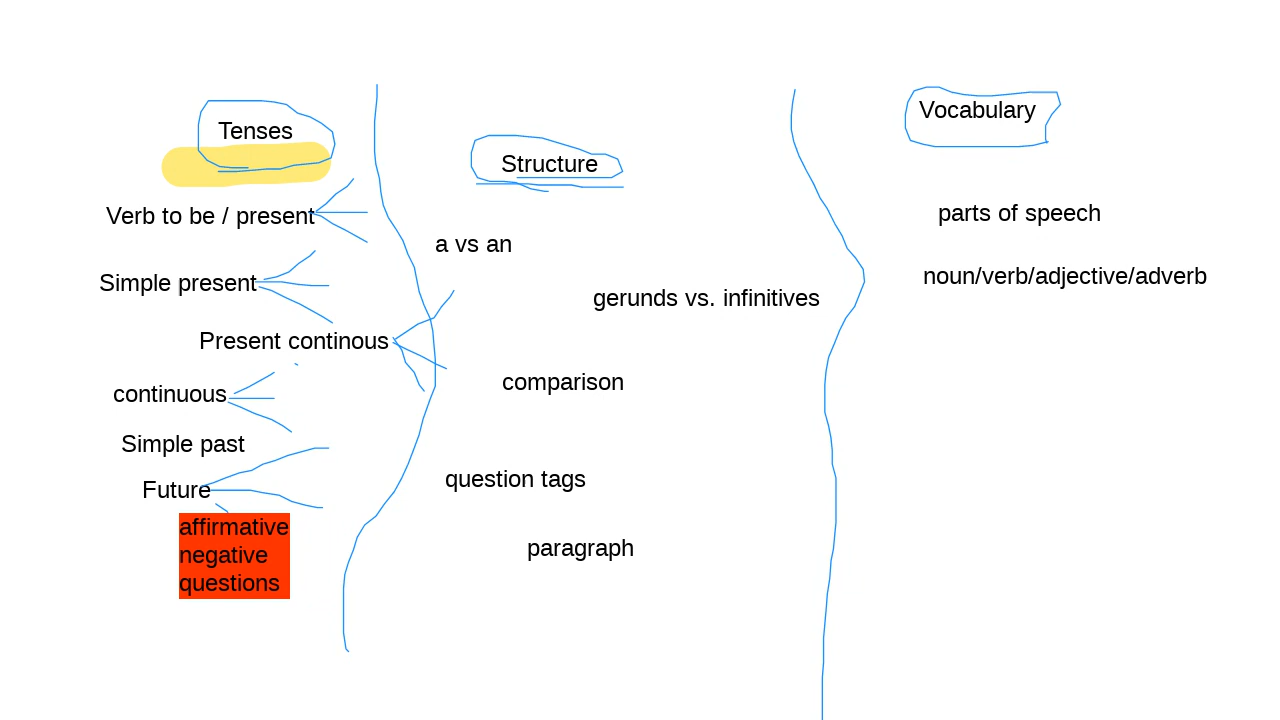 Tenses
Verb to be / present
Simple present
Present continous
continuous
Simple past
Future
affirmative
negative
questions
Structure
a vs an
gerunds vs. infinitives
comparison
question tags
paragraph
Vocabulary
parts of speech
noun/verb/adjective/adverb